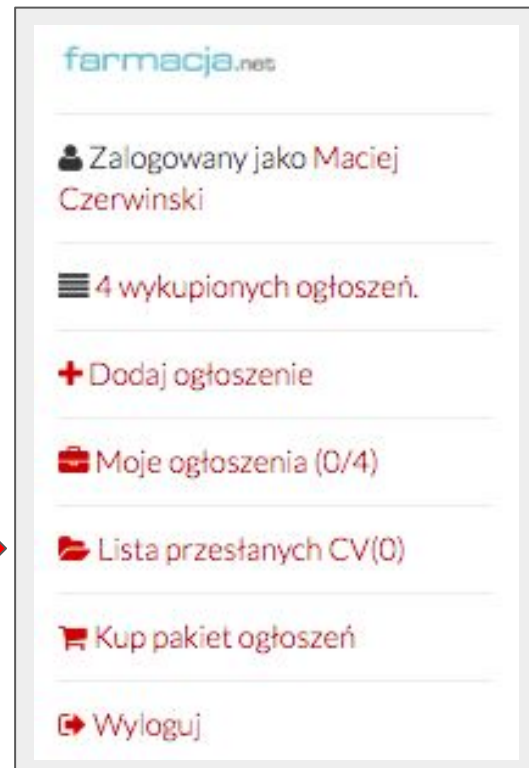 farmacja.net
Zalogowany jako Maciej
Czerwinski
4 wykupionych ogłoszeń.
Dodaj ogłoszenie
Moje ogłoszenia (0/4)
Lista przesłanych CV(0)
Kup pakiet ogłoszeń
Wyloguj